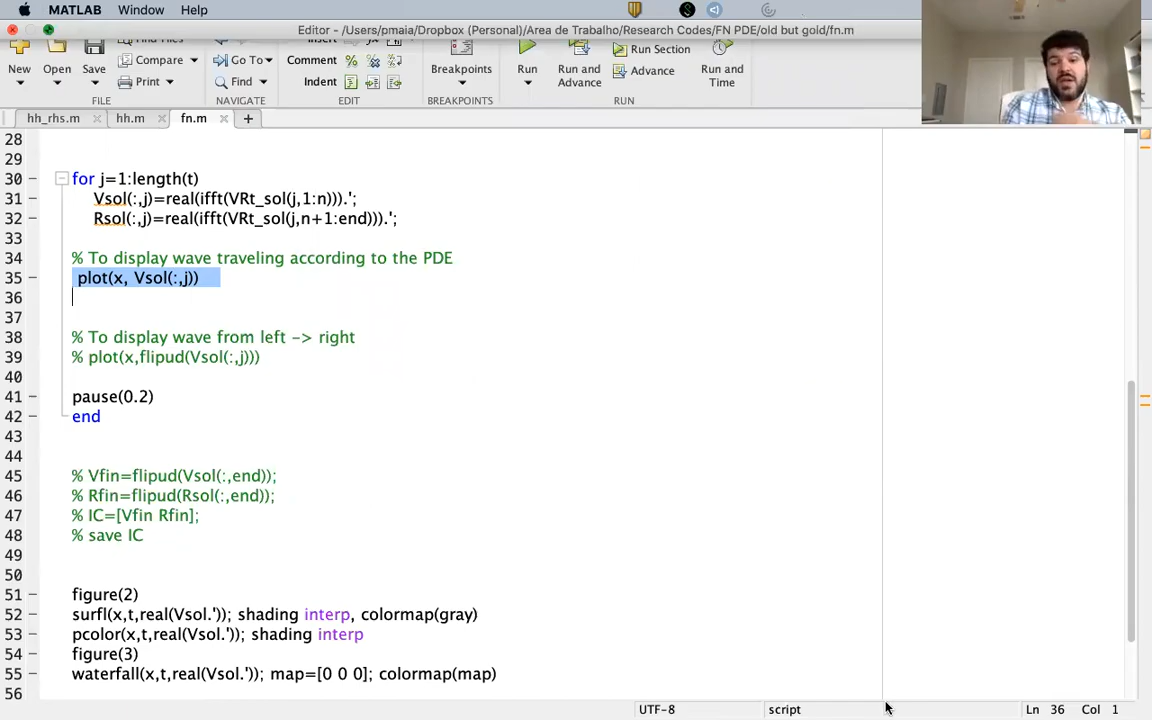 MATLAB Window Help
Editor - /Users/pmaia/Dropbox (Personal)/Area de Trabalho/Research Codes/FN PDE/old but gold/fn.m
New Open Save Compare Print Go To Find Comment Indent Breakpoints Run Run and Advance Run Section Advance Run and Time
FILE NAVIGATE EDIT BREAKPOINTS RUN
hh_rhs.m hh.m fn.m
28
29
30 for j=1:length(t)
31 Vsol(:,j)=real(ifft(VRt_sol(j,1:n))).';
32 Rsol(:,j)=real(ifft(VRt_sol(j,n+1:end))).';
33
34 % To display wave traveling according to the PDE
35 plot(x, Vsol(:,j))
36
37
38 % To display wave from left -> right
39 % plot(x,flipud(Vsol(:,j)))
40
41 pause(0.2)
42 end
43
44
45 % Vfin=flipud(Vsol(:,end));
46 % Rfin=flipud(Rsol(:,end));
47 % IC=[Vfin Rfin];
48 % save IC
49
50
51 figure(2)
52 surfl(x,t,real(Vsol.')); shading interp, colormap(gray)
53 pcolor(x,t,real(Vsol.')); shading interp
54 figure(3)
55 waterfall(x,t,real(Vsol.')); map=[0 0 0]; colormap(map)
56
UTF-8 script Ln 36 Col 1